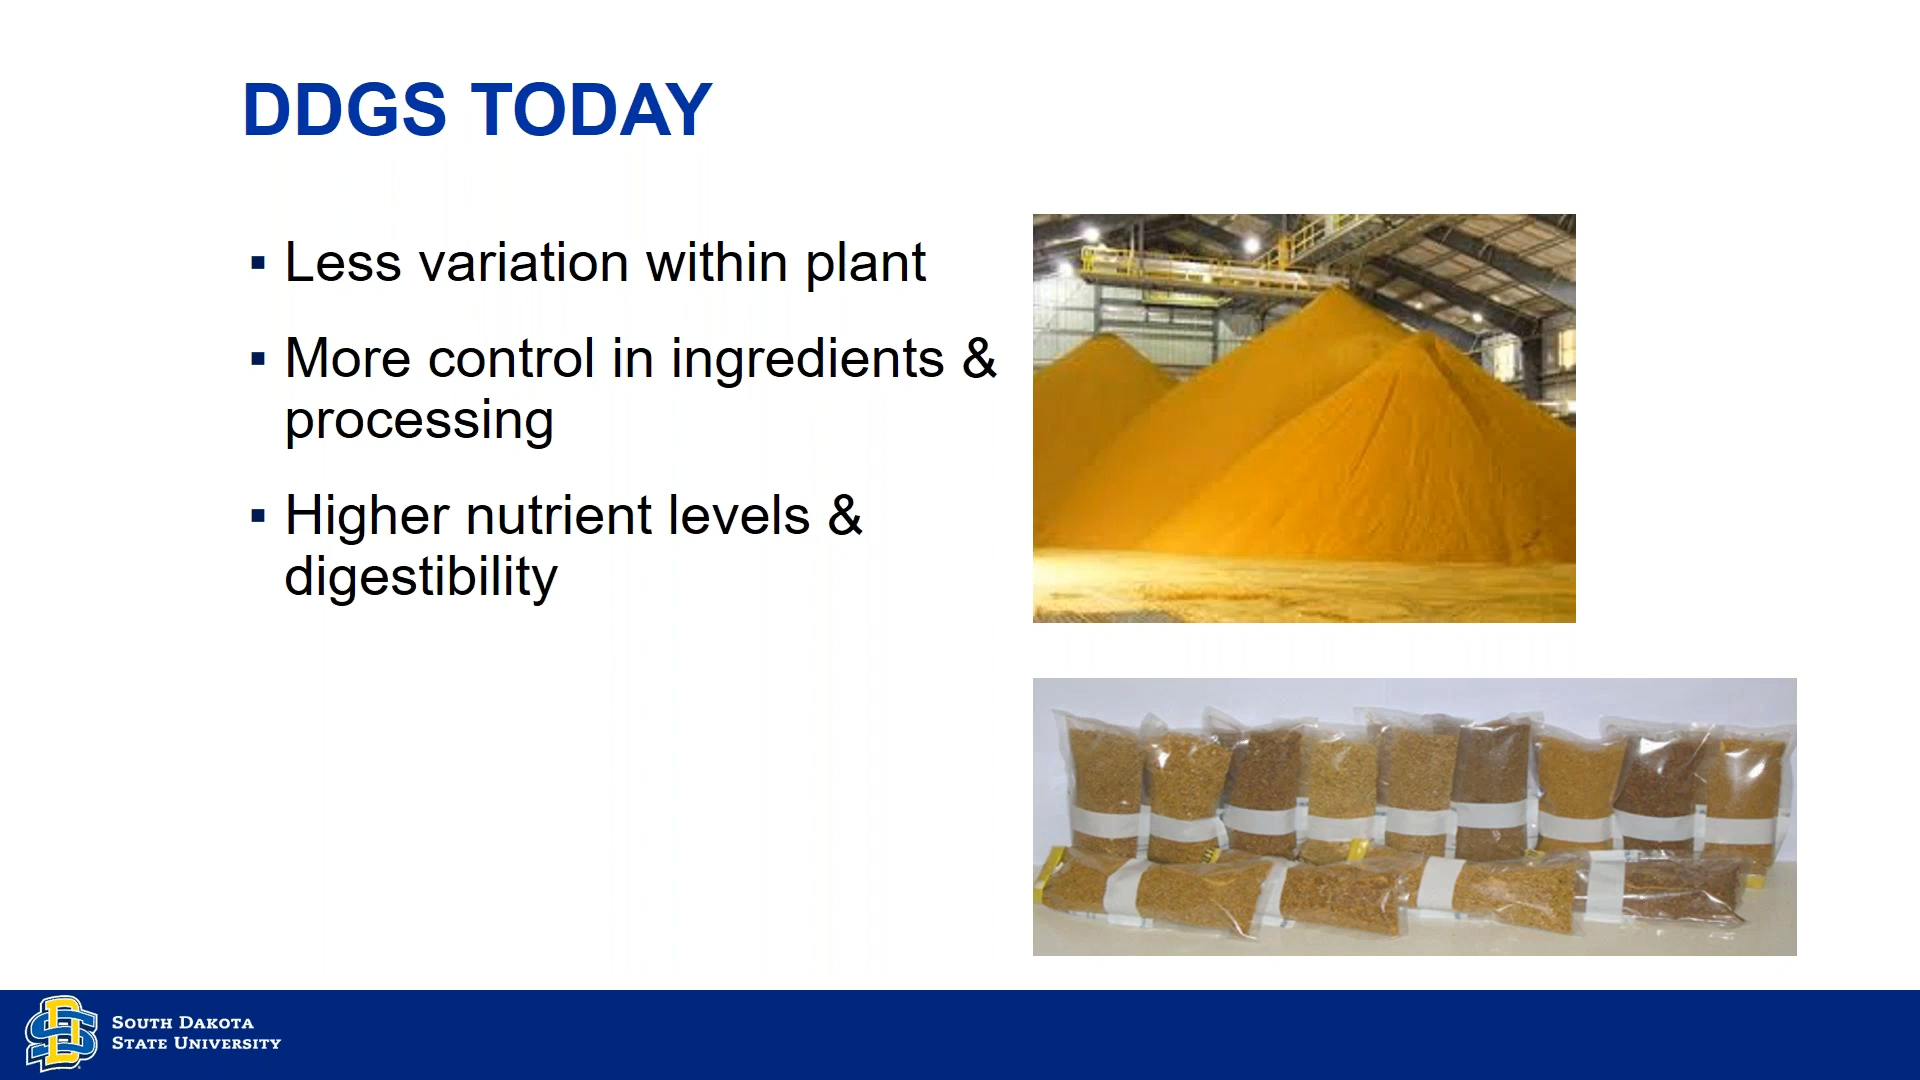 DDGS TODAY
▪ Less variation within plant
▪ More control in ingredients &
processing
▪ Higher nutrient levels &
digestibility
SOUTH DAKOTA
STATE UNIVERSITY